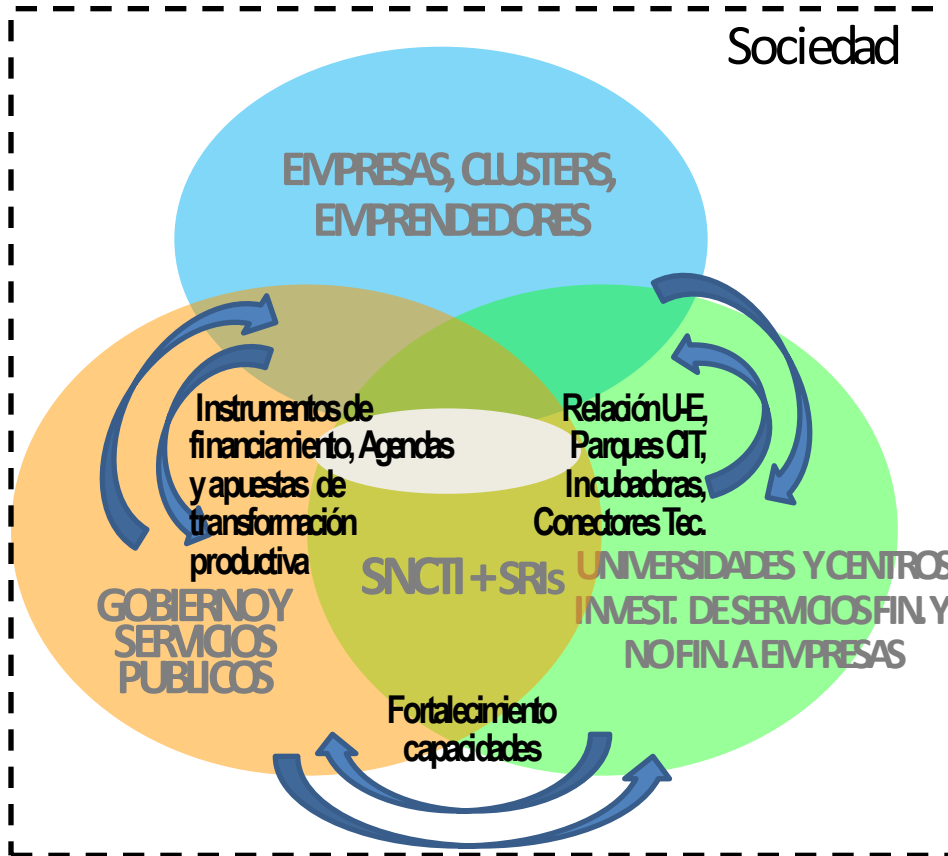 Sociedad
EMPRESAS, CLUSTERS,
EMPRENDEDORES
Instrumentos de
financiamiento, Agendas
y apuestas de
transformación
productiva
Relación U-E,
Parques CIT,
Incubadoras,
Conectores Tec.
SNCTI + SRIs
GOBIERNO Y
SERVICIOS
PUBLICOS
UNIVERSIDADES Y CENTROS
INVEST. DE SERVICIOS FIN. Y
NO FIN. A EMPRESAS
Fortalecimiento
capacidades